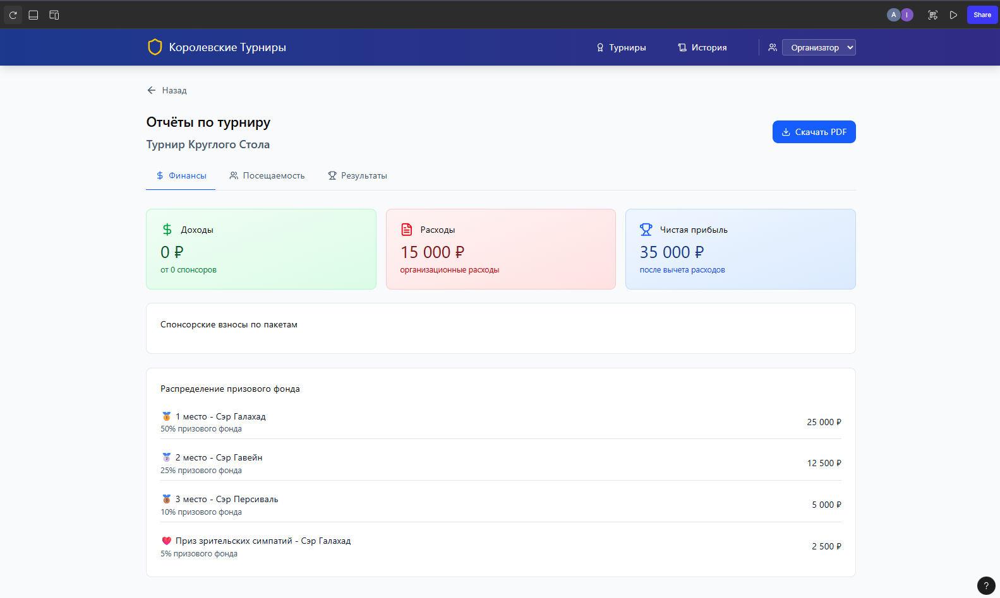 A I Share
Королевские Турниры Турниры История Организатор
Назад
Отчёты по турниру
Турнир Круглого Стола
Скачать PDF
Финансы Посещаемость Результаты
Доходы
0 ₽
от 0 спонсоров
Расходы
15 000 ₽
организационные расходы
Чистая прибыль
35 000 ₽
после вычета расходов
Спонсорские взносы по пакетам
Распределение призового фонда
1 место - Сэр Галахад
50% призового фонда
25 000 ₽
2 место - Сэр Гавейн
25% призового фонда
12 500 ₽
3 место - Сэр Персиваль
10% призового фонда
5 000 ₽
Приз зрительских симпатий - Сэр Галахад
5% призового фонда
2 500 ₽
?